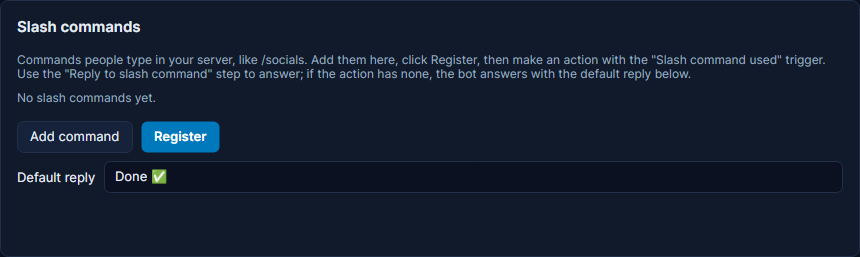 Slash commands
Commands people type in your server, like /socials. Add them here, click Register, then make an action with the "Slash command used" trigger.
Use the "Reply to slash command" step to answer; if the action has none, the bot answers with the default reply below.
No slash commands yet.
Add command Register
Default reply Done ✅